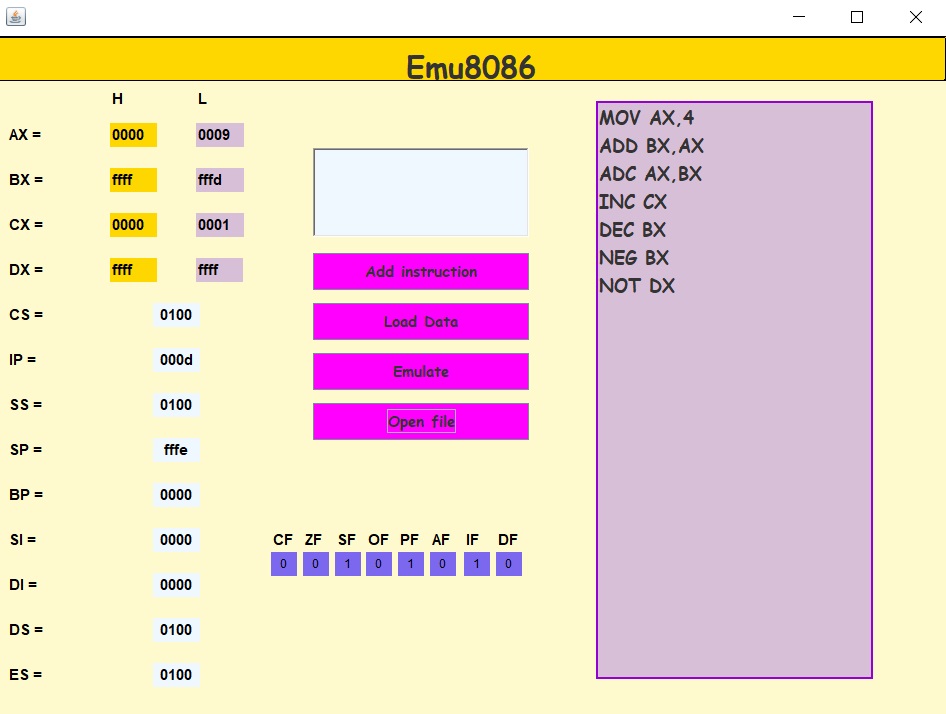 Emu8086
H L
AX = 0000 0009
BX = ffff fffd
CX = 0000 0001
DX = ffff ffff
CS = 0100
IP = 000d
SS = 0100
SP = fffe
BP = 0000
SI = 0000
DI = 0000
DS = 0100
ES = 0100
Add instruction
Load Data
Emulate
Open file
CF ZF SF OF PF AF IF DF
0 0 1 0 1 0 1 0
MOV AX,4
ADD BX,AX
ADC AX,BX
INC CX
DEC BX
NEG BX
NOT DX